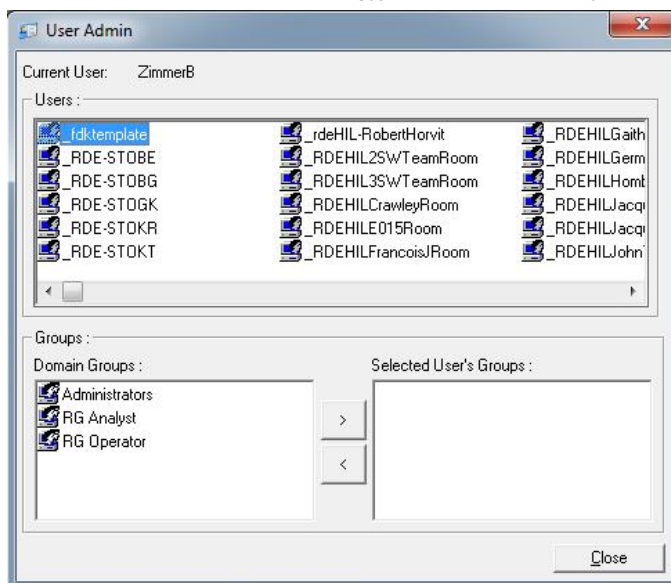 User Admin
Current User: ZimmerB
Users :
_fdktemplate
_RDE-STOBE
_RDE-STOBG
_RDE-STOGK
_RDE-STOKR
_RDE-STOKT
_rdeHIL-RobertHorvit
_RDEHIL2SWTeamRoom
_RDEHIL3SWTeamRoom
_RDEHILCrawleyRoom
_RDEHILE015Room
_RDEHILFrancoisJRoom
_RDEHILGaith
_RDEHILGerm
_RDEHILHomb
_RDEHILJacq
_RDEHILJacq
_RDEHILJohn
Groups :
Domain Groups :
Administrators
RG Analyst
RG Operator
>
<
Selected User's Groups :
Close